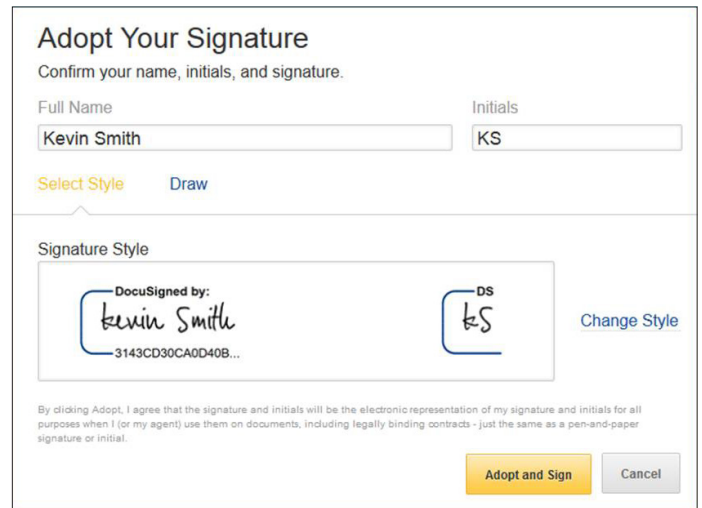 Adopt Your Signature
Confirm your name, initials, and signature.
Full Name Initials
Kevin Smith KS
Select Style Draw
Signature Style
DocuSigned by: DS
kevin Smith kS
Change Style
3143CD30CA0D40B...
By clicking Adopt, I agree that the signature and initials will be the electronic representation of my signature and initials for all
purposes when I (or my agent) use them on documents, including legally binding contracts - just the same as a pen-and-paper
signature or initial.
Adopt and Sign Cancel